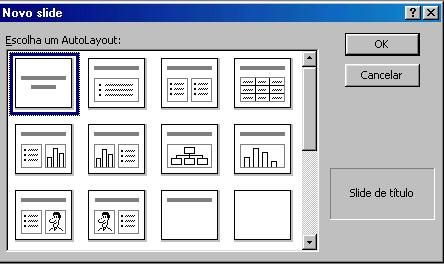 Novo slide
Escolha um AutoLayout:
OK
Cancelar
Slide de título